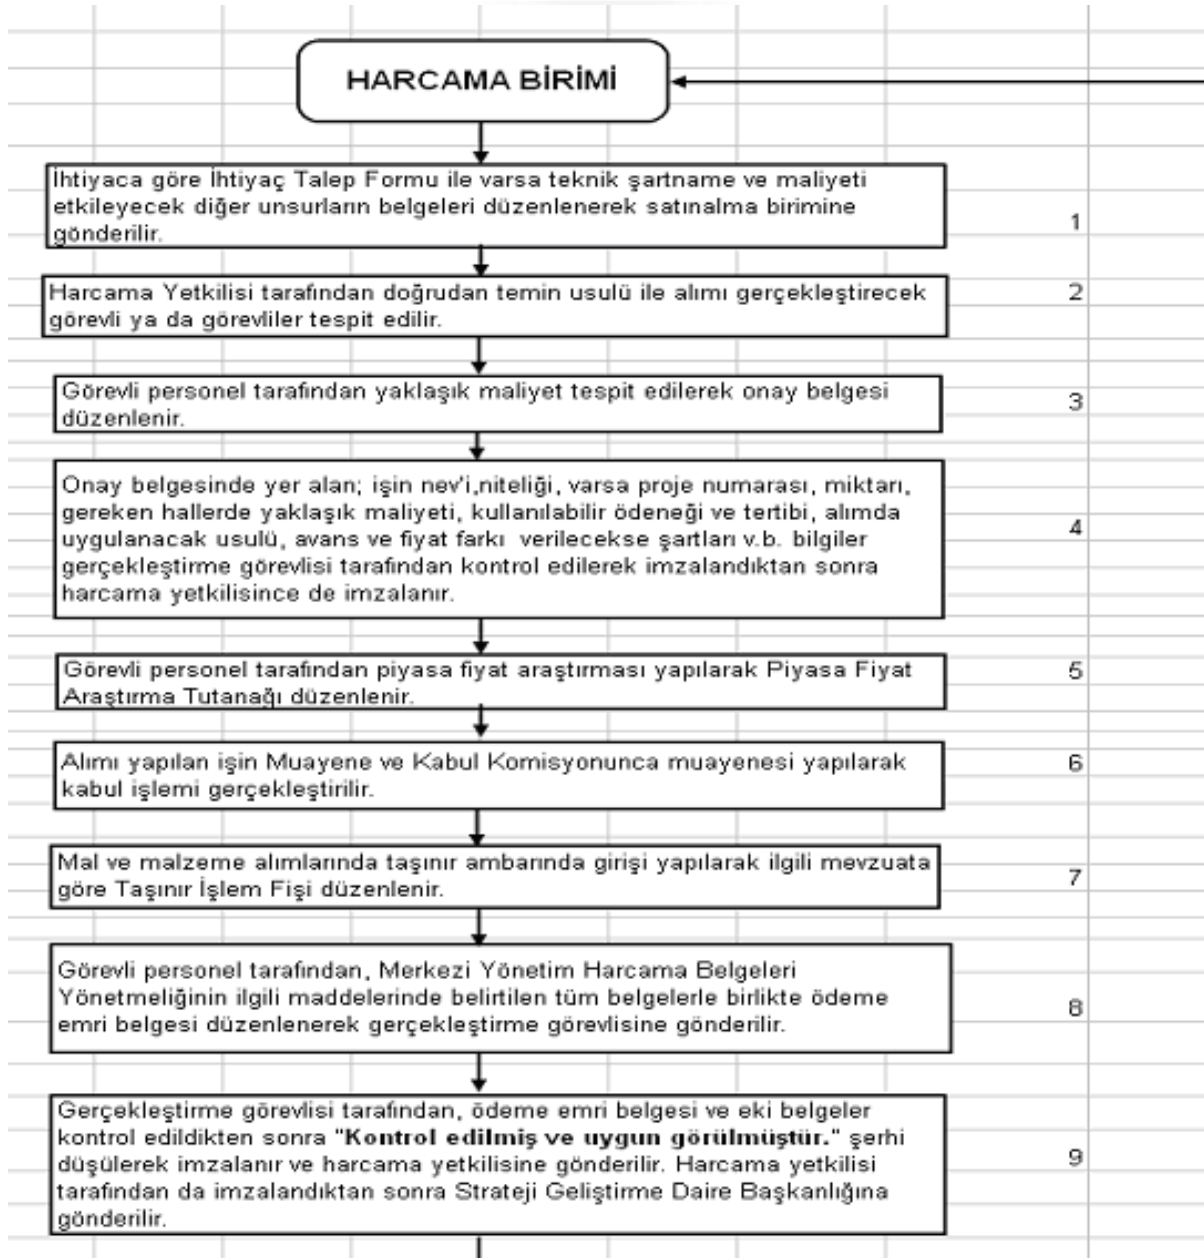 HARCAMA BİRİMİ
İhtiyaca göre İhtiyaç Talep Formu ile varsa teknik şartname ve maliyeti
etkileyecek diğer unsurların belgeleri düzenlenerek satınalma birimine
gönderilir.
1
Harcama Yetkilisi tarafından doğrudan temin usulü ile alımı gerçekleştirecek
görevli ya da görevliler tespit edilir.
2
Görevli personel tarafından yaklaşık maliyet tespit edilerek onay belgesi
düzenlenir.
3
Onay belgesinde yer alan; işin nev'i,niteliği, varsa proje numarası, miktarı,
gereken hallerde yaklaşık maliyeti, kullanılabilir ödeneği ve tertibi, alımda
uygulanacak usulü, avans ve fiyat farkı verilecekse şartları v.b. bilgiler
gerçekleştirme görevlisi tarafından kontrol edilerek imzalandıktan sonra
harcama yetkilisince de imzalanır.
4
Görevli personel tarafından piyasa fiyat araştırması yapılarak Piyasa Fiyat
Araştırma Tutanağı düzenlenir.
5
Alımı yapılan işin Muayene ve Kabul Komisyonunca muayenesi yapılarak
kabul işlemi gerçekleştirilir.
6
Mal ve malzeme alımlarında taşınır ambarında girişi yapılarak ilgili mevzuata
göre Taşınır İşlem Fişi düzenlenir.
7
Görevli personel tarafından, Merkezi Yönetim Harcama Belgeleri
Yönetmeliğinin ilgili maddelerinde belirtilen tüm belgelerle birlikte ödeme
emri belgesi düzenlenerek gerçekleştirme görevlisine gönderilir.
8
Gerçekleştirme görevlisi tarafından, ödeme emri belgesi ve eki belgeler
kontrol edildikten sonra "Kontrol edilmiş ve uygun görülmüştür." şerhi
düşülerek imzalanır ve harcama yetkilisine gönderilir. Harcama yetkilisi
tarafından da imzalandıktan sonra Strateji Geliştirme Daire Başkanlığına
gönderilir.
9